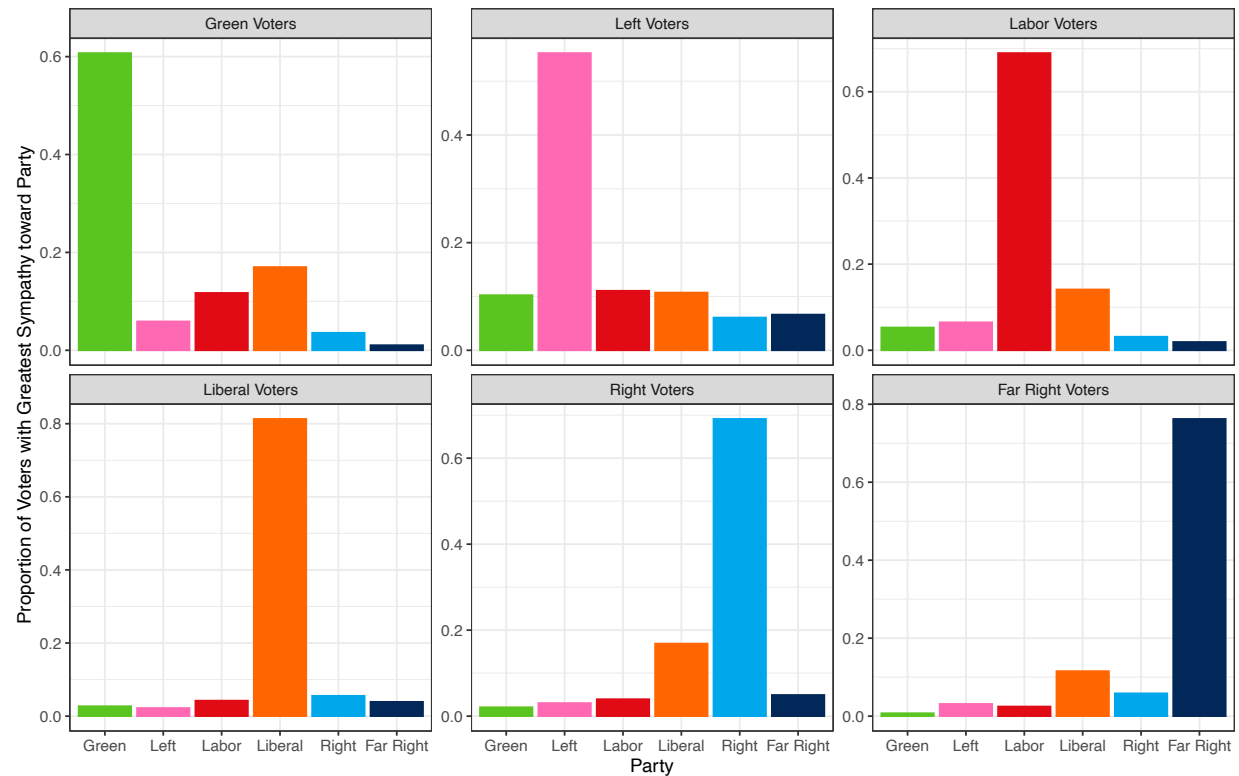 Proportion of Voters with Greatest Sympathy toward Party
Green Voters
0.6
0.4
0.2
0.0
Left Voters
0.4
0.2
0.0
Labor Voters
0.6
0.4
0.2
0.0
Liberal Voters
0.8
0.6
0.4
0.2
0.0
Green Left Labor Liberal Right Far Right
Right Voters
0.6
0.4
0.2
0.0
Green Left Labor Liberal Right Far Right
Far Right Voters
0.8
0.6
0.4
0.2
0.0
Green Left Labor Liberal Right Far Right
Party